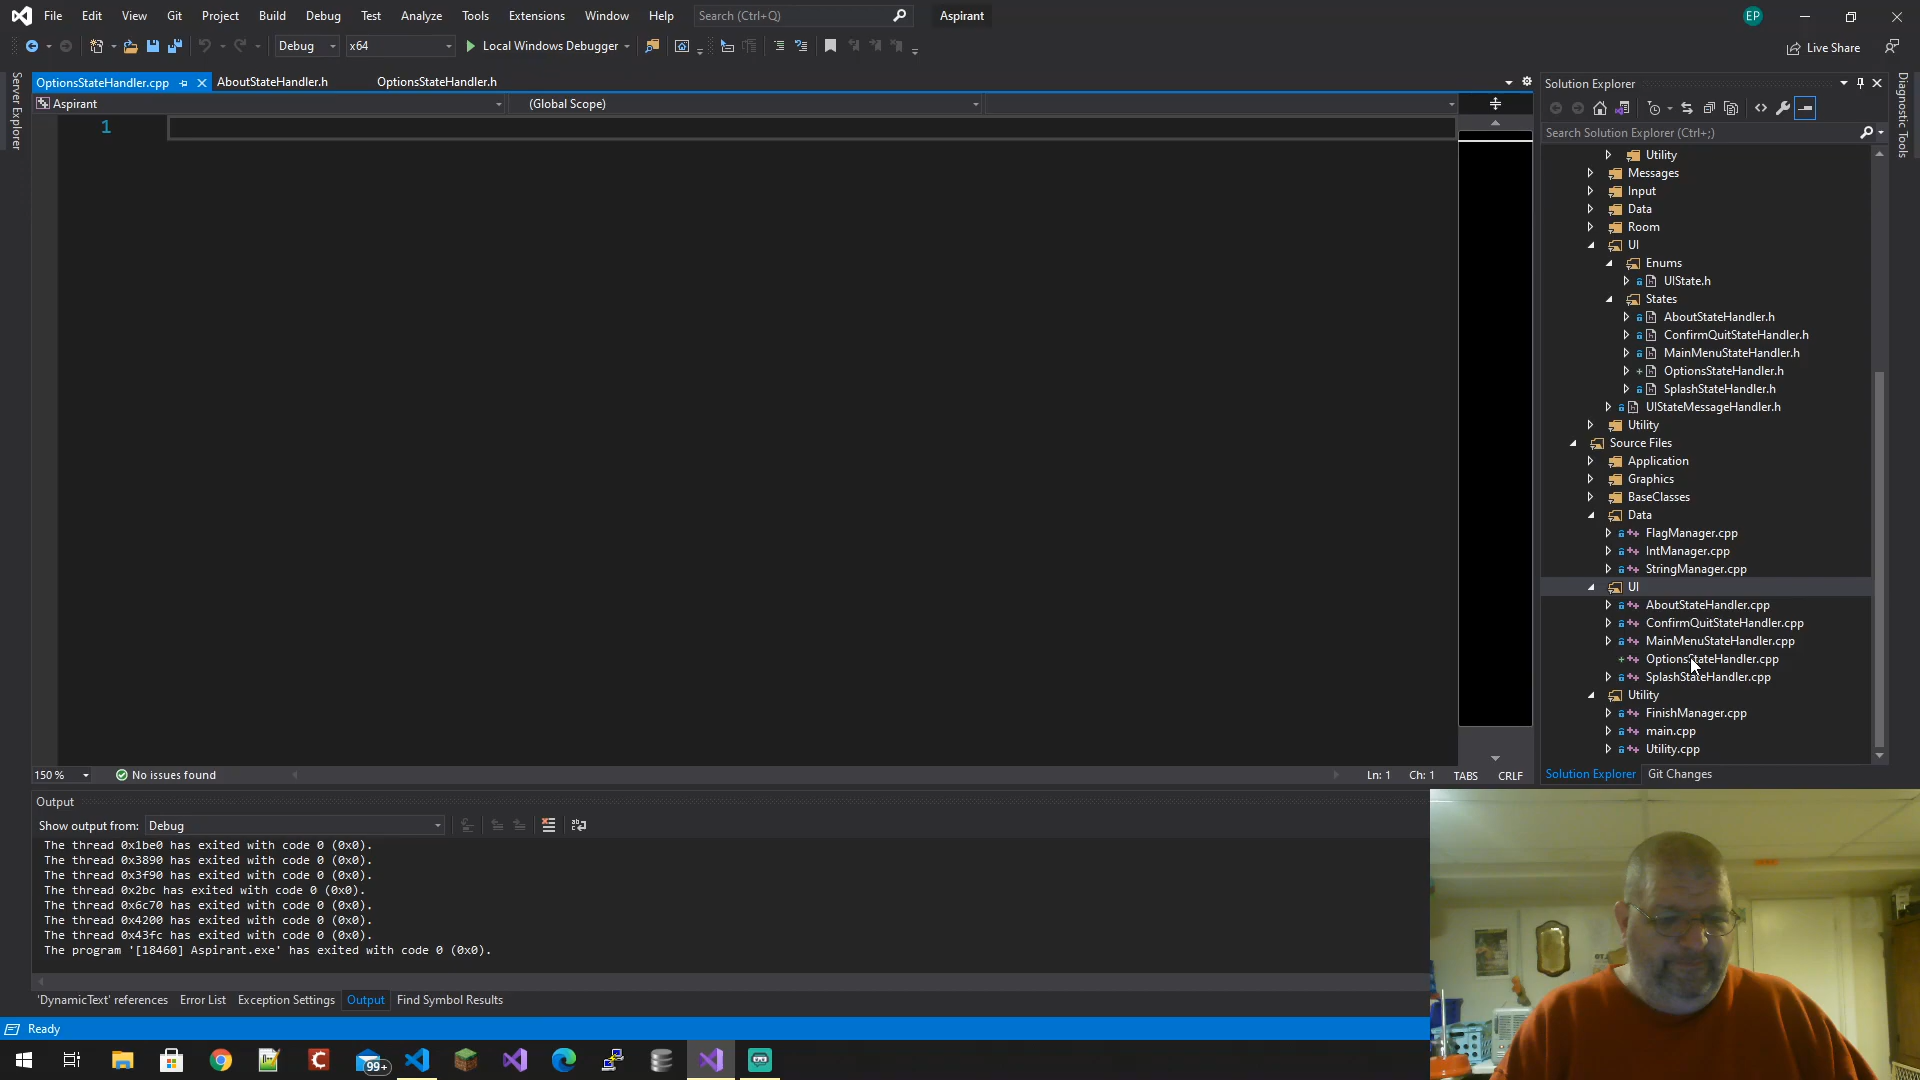 File Edit View Git Project Build Debug Test Analyze Tools Extensions Window Help Search (Ctrl+Q) Aspirant EP
Debug x64 Local Windows Debugger Live Share
Server Explorer
OptionsStateHandler.cpp AboutStateHandler.h OptionsStateHandler.h
Aspirant (Global Scope)
1
150 % No issues found Ln: 1 Ch: 1 TABS CRLF
Solution Explorer
Search Solution Explorer (Ctrl+;)
Utility
Messages
Input
Data
Room
UI
Enums
UIState.h
States
AboutStateHandler.h
ConfirmQuitStateHandler.h
MainMenuStateHandler.h
OptionsStateHandler.h
SplashStateHandler.h
UIStateMessageHandler.h
Utility
Source Files
Application
Graphics
BaseClasses
Data
FlagManager.cpp
IntManager.cpp
StringManager.cpp
UI
AboutStateHandler.cpp
ConfirmQuitStateHandler.cpp
MainMenuStateHandler.cpp
OptionsStateHandler.cpp
SplashStateHandler.cpp
Utility
FinishManager.cpp
main.cpp
Utility.cpp
Solution Explorer Git Changes
Diagnostic Tools
Output
Show output from: Debug
The thread 0x1be0 has exited with code 0 (0x0).
The thread 0x3890 has exited with code 0 (0x0).
The thread 0x3f90 has exited with code 0 (0x0).
The thread 0x2bc has exited with code 0 (0x0).
The thread 0x6c70 has exited with code 0 (0x0).
The thread 0x4200 has exited with code 0 (0x0).
The thread 0x43fc has exited with code 0 (0x0).
The program '[18460] Aspirant.exe' has exited with code 0 (0x0).
'DynamicText' references Error List Exception Settings Output Find Symbol Results
Ready
99+